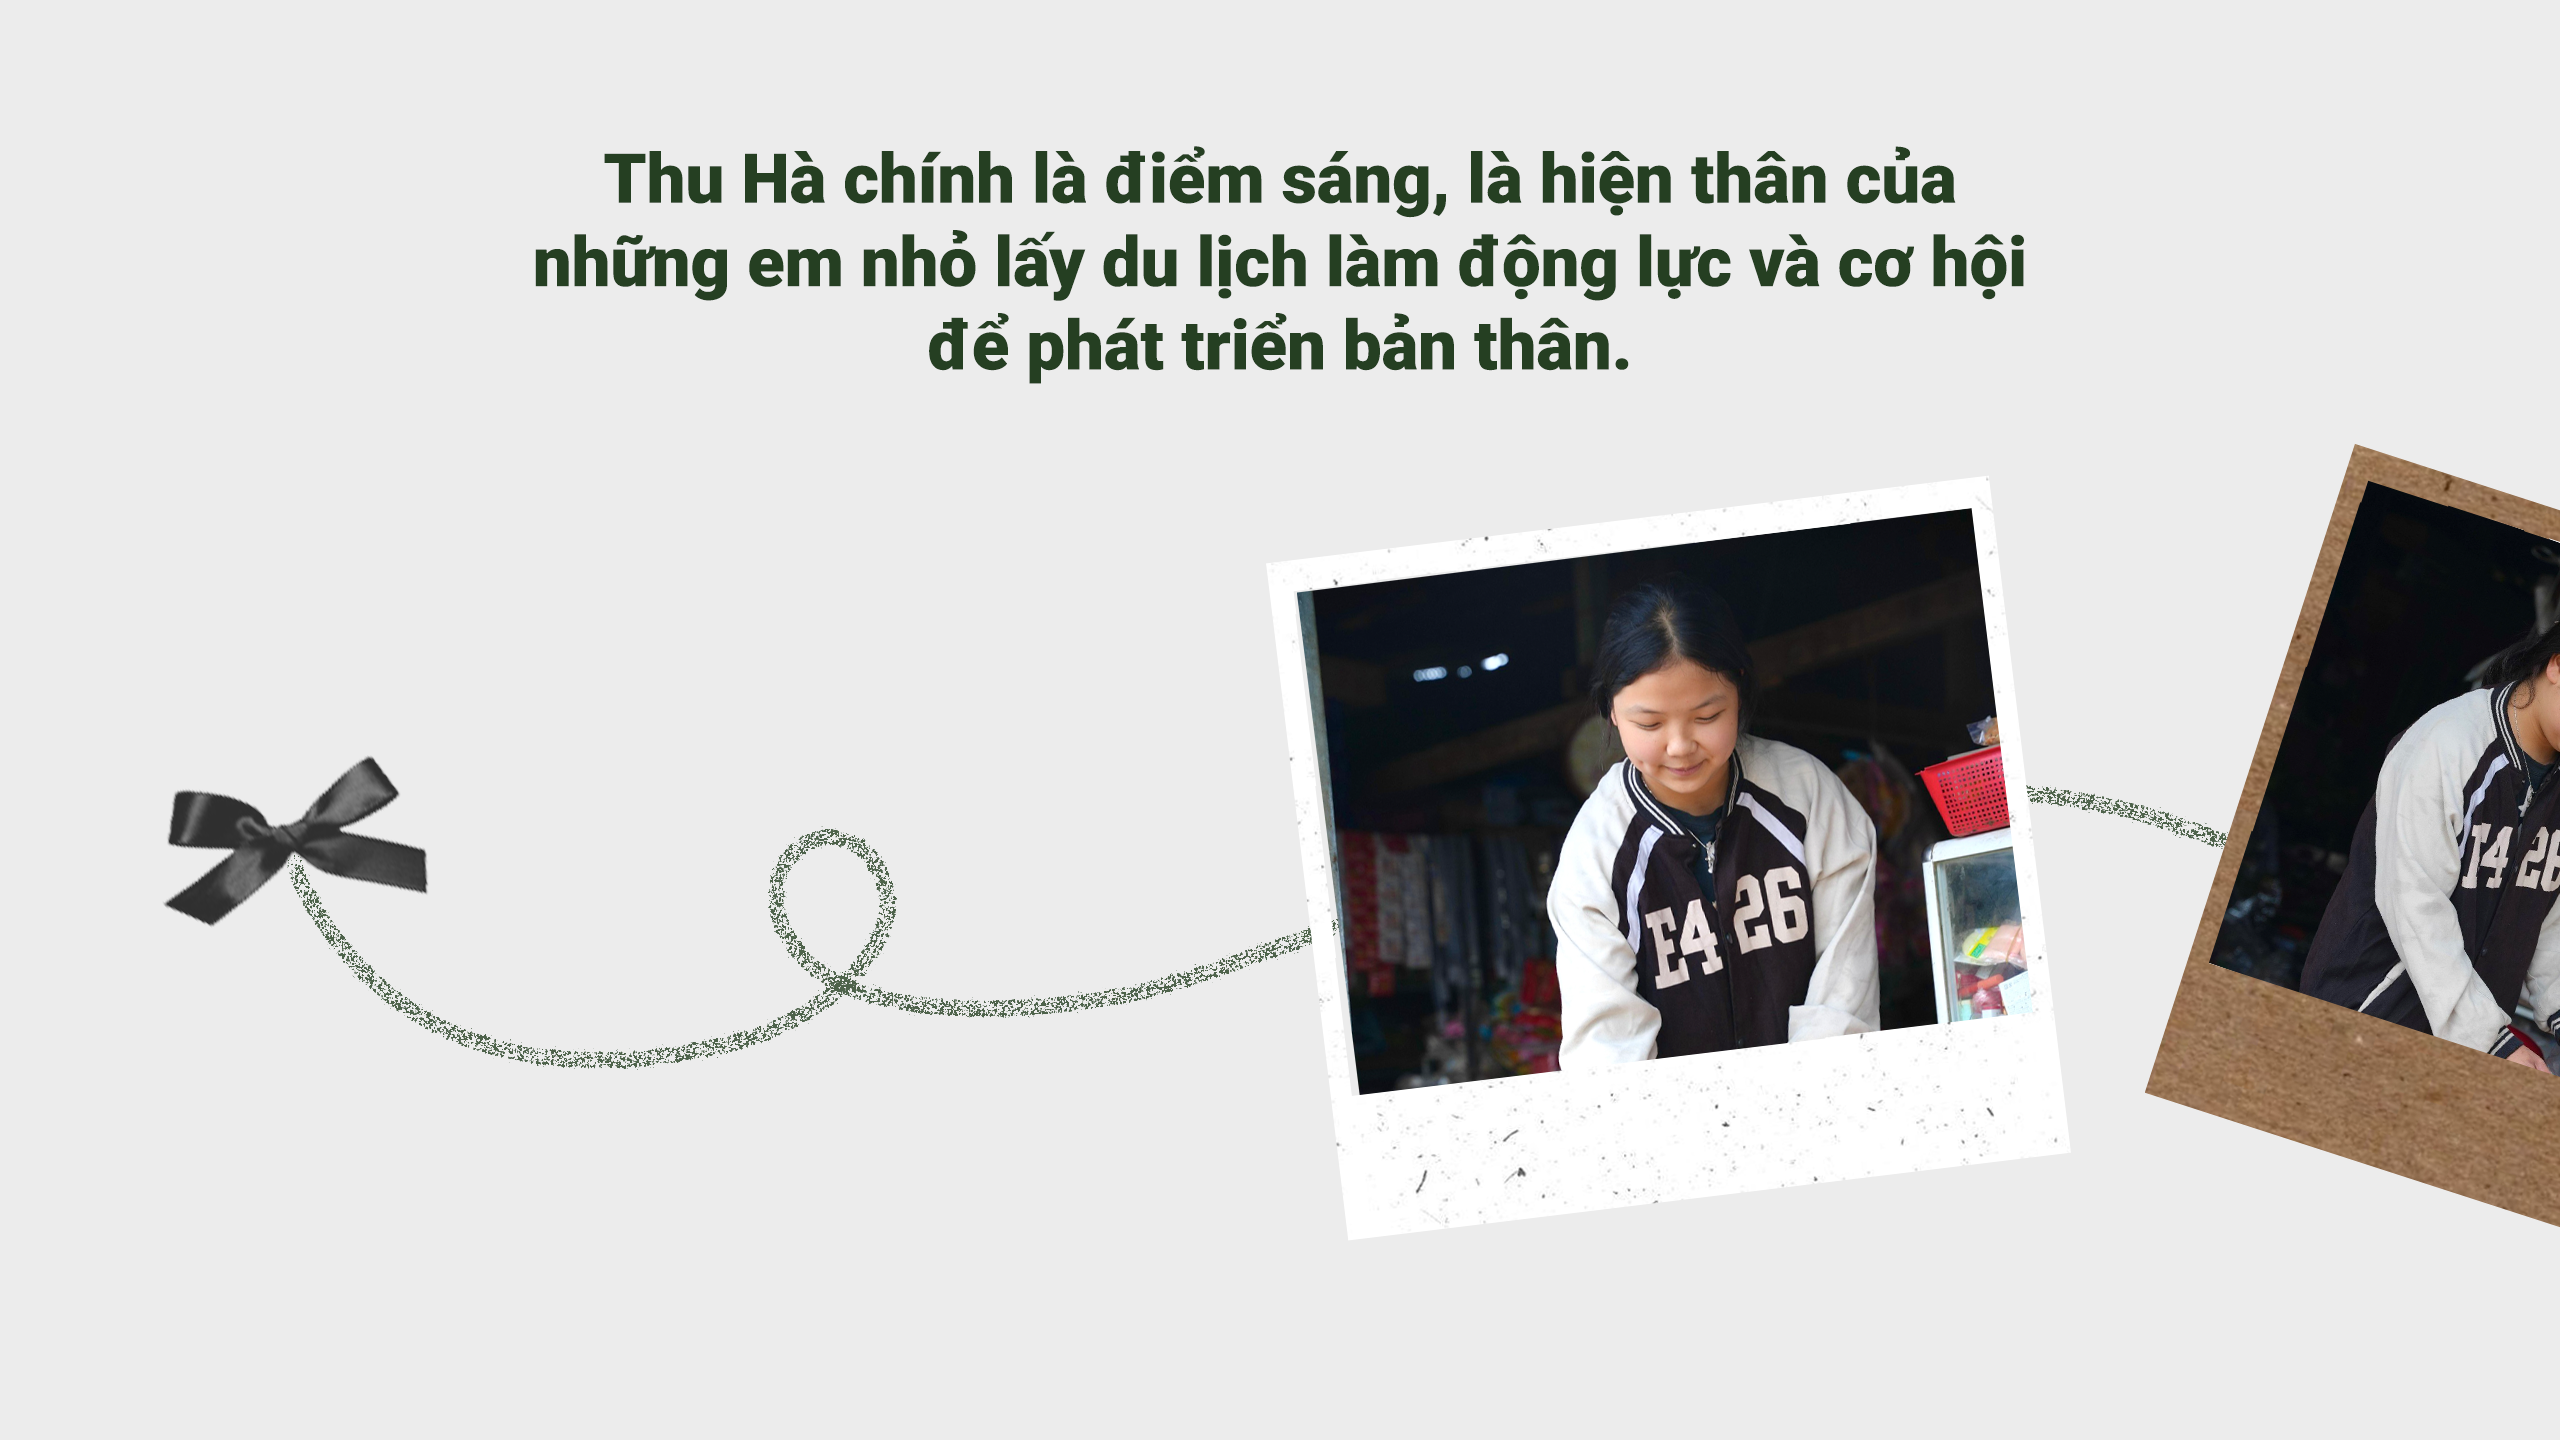 Thu Hà chính là điểm sáng, là hiện thân của
những em nhỏ lấy du lịch làm động lực và cơ hội
để phát triển bản thân.
E4 26